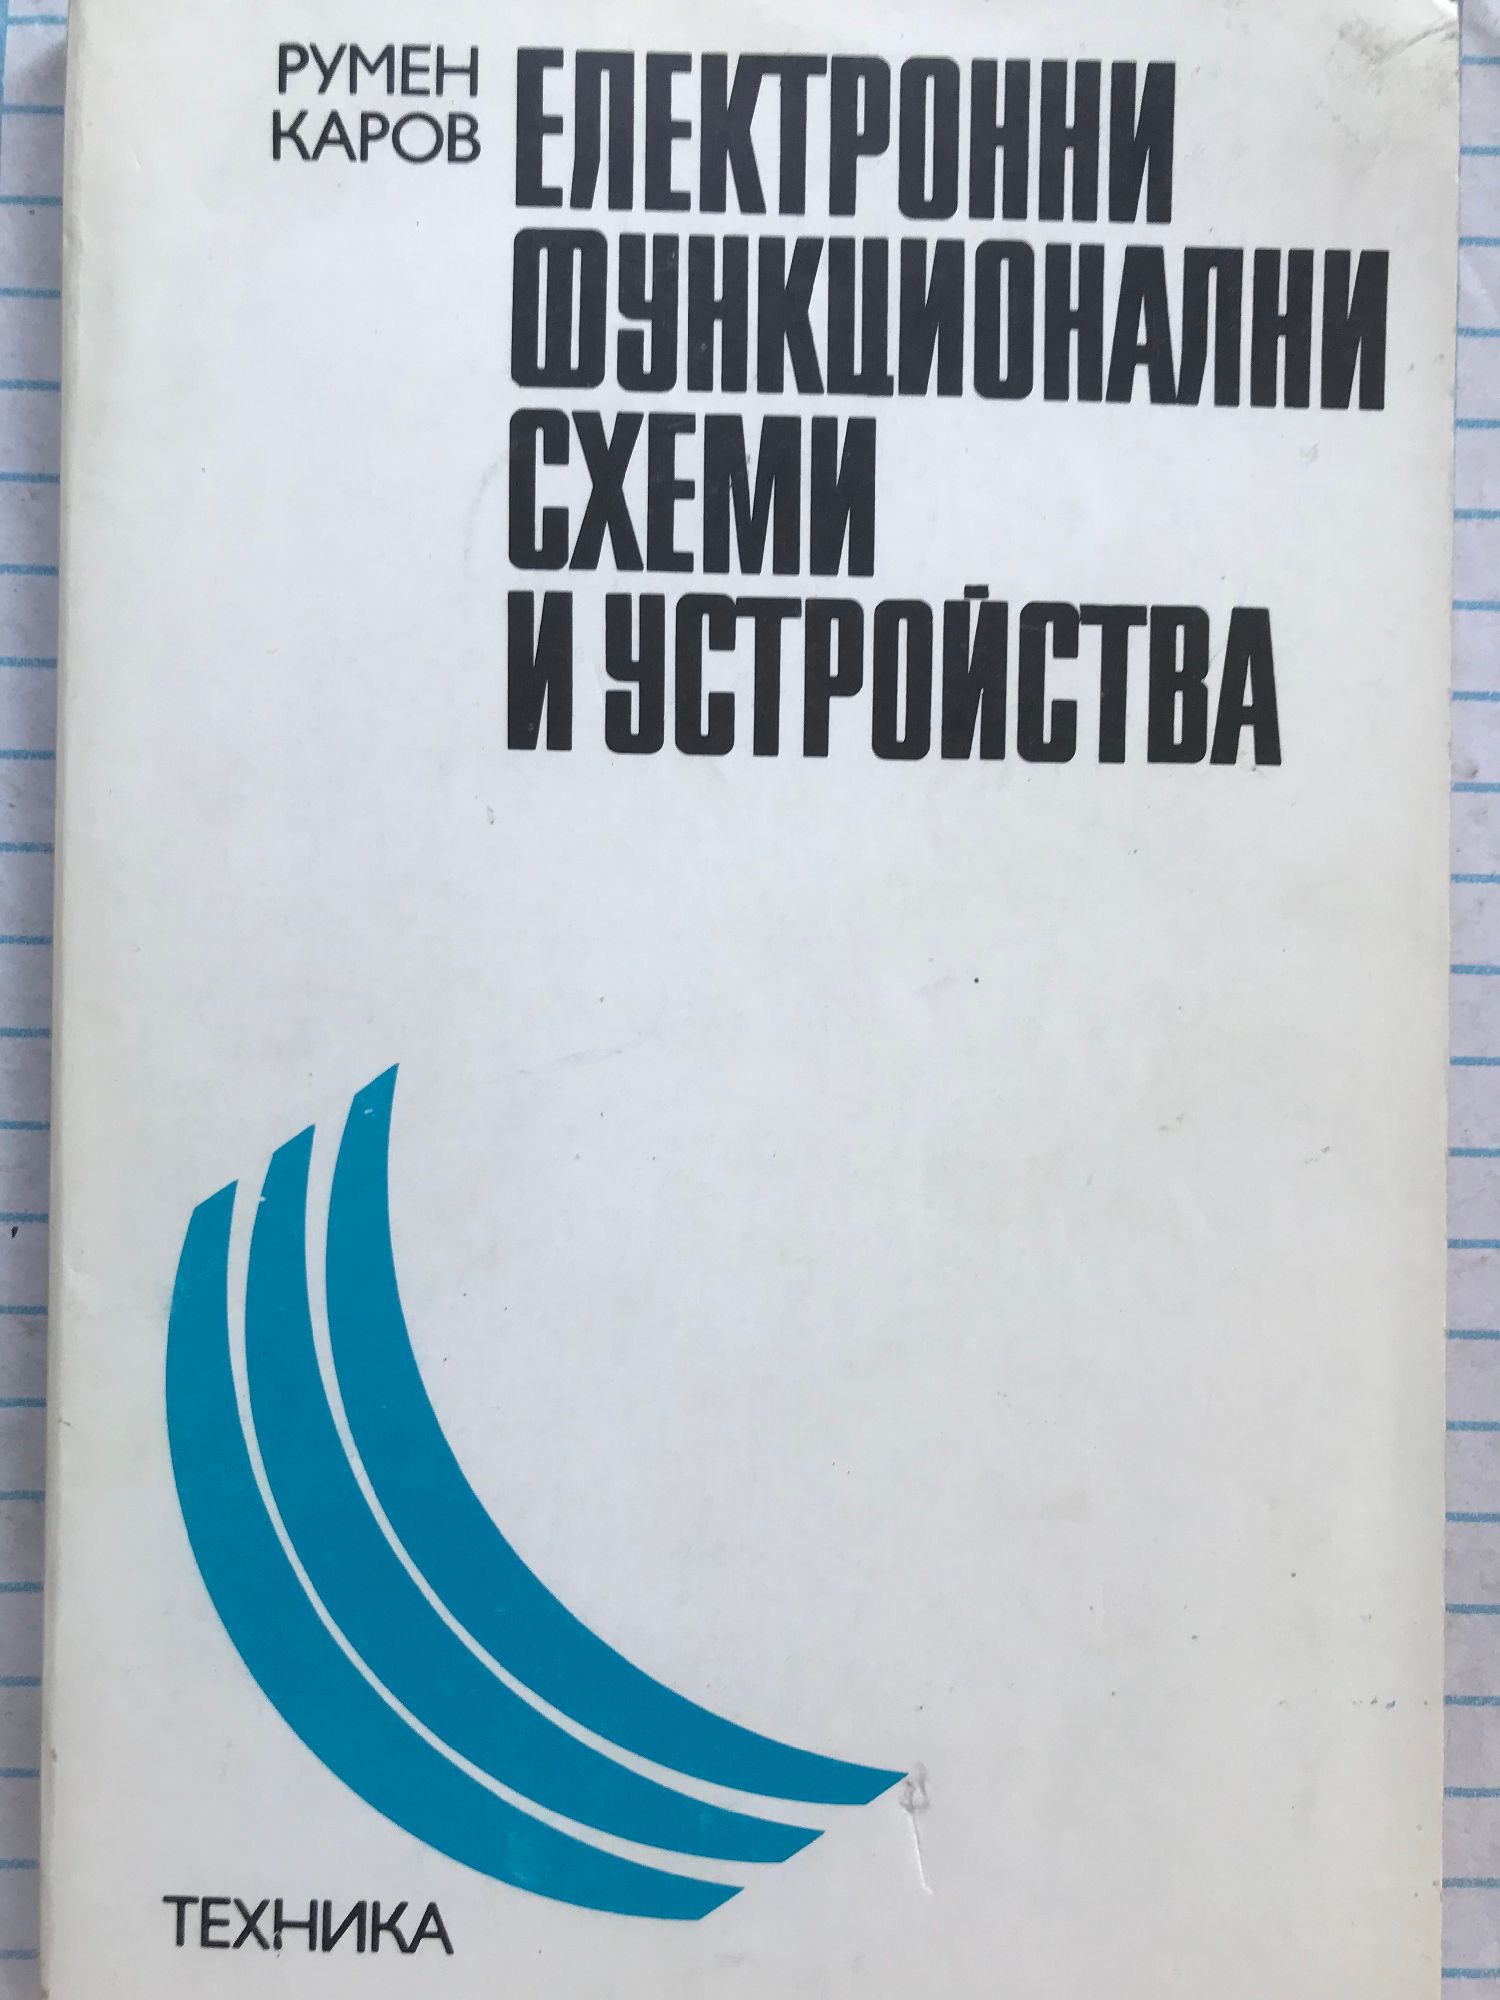 РУМЕН
КАРОВ
ЕЛЕКТРОННИ
ФУНКЦИОНАЛНИ
СХЕМИ
И УСТРОЙСТВА
ТЕХНИКА